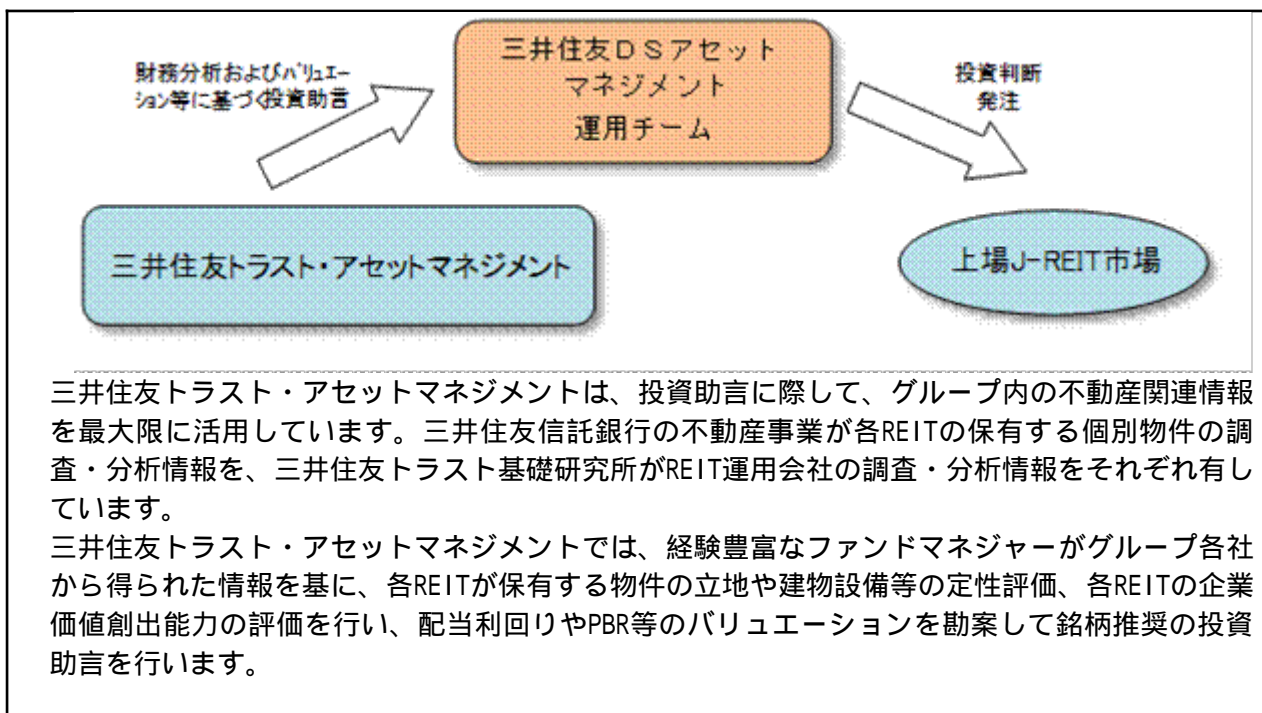 三井住友DSアセット
マネジメント
運用チーム
財務分析およびバリュエー
ション等に基づく投資助言
投資判断
発注
三井住友トラスト・アセットマネジメント
上場J-REIT市場
三井住友トラスト・アセットマネジメントは、投資助言に際して、グループ内の不動産関連情報
を最大限に活用しています。三井住友信託銀行の不動産事業が各REITの保有する個別物件の調
査・分析情報を、三井住友トラスト基礎研究所がREIT運用会社の調査・分析情報をそれぞれ有し
ています。
三井住友トラスト・アセットマネジメントでは、経験豊富なファンドマネジャーがグループ各社
から得られた情報を基に、各REITが保有する物件の立地や建物設備等の定性評価、各REITの企業
価値創出能力の評価を行い、配当利回りやPBR等のバリュエーションを勘案して銘柄推奨の投資
助言を行います。